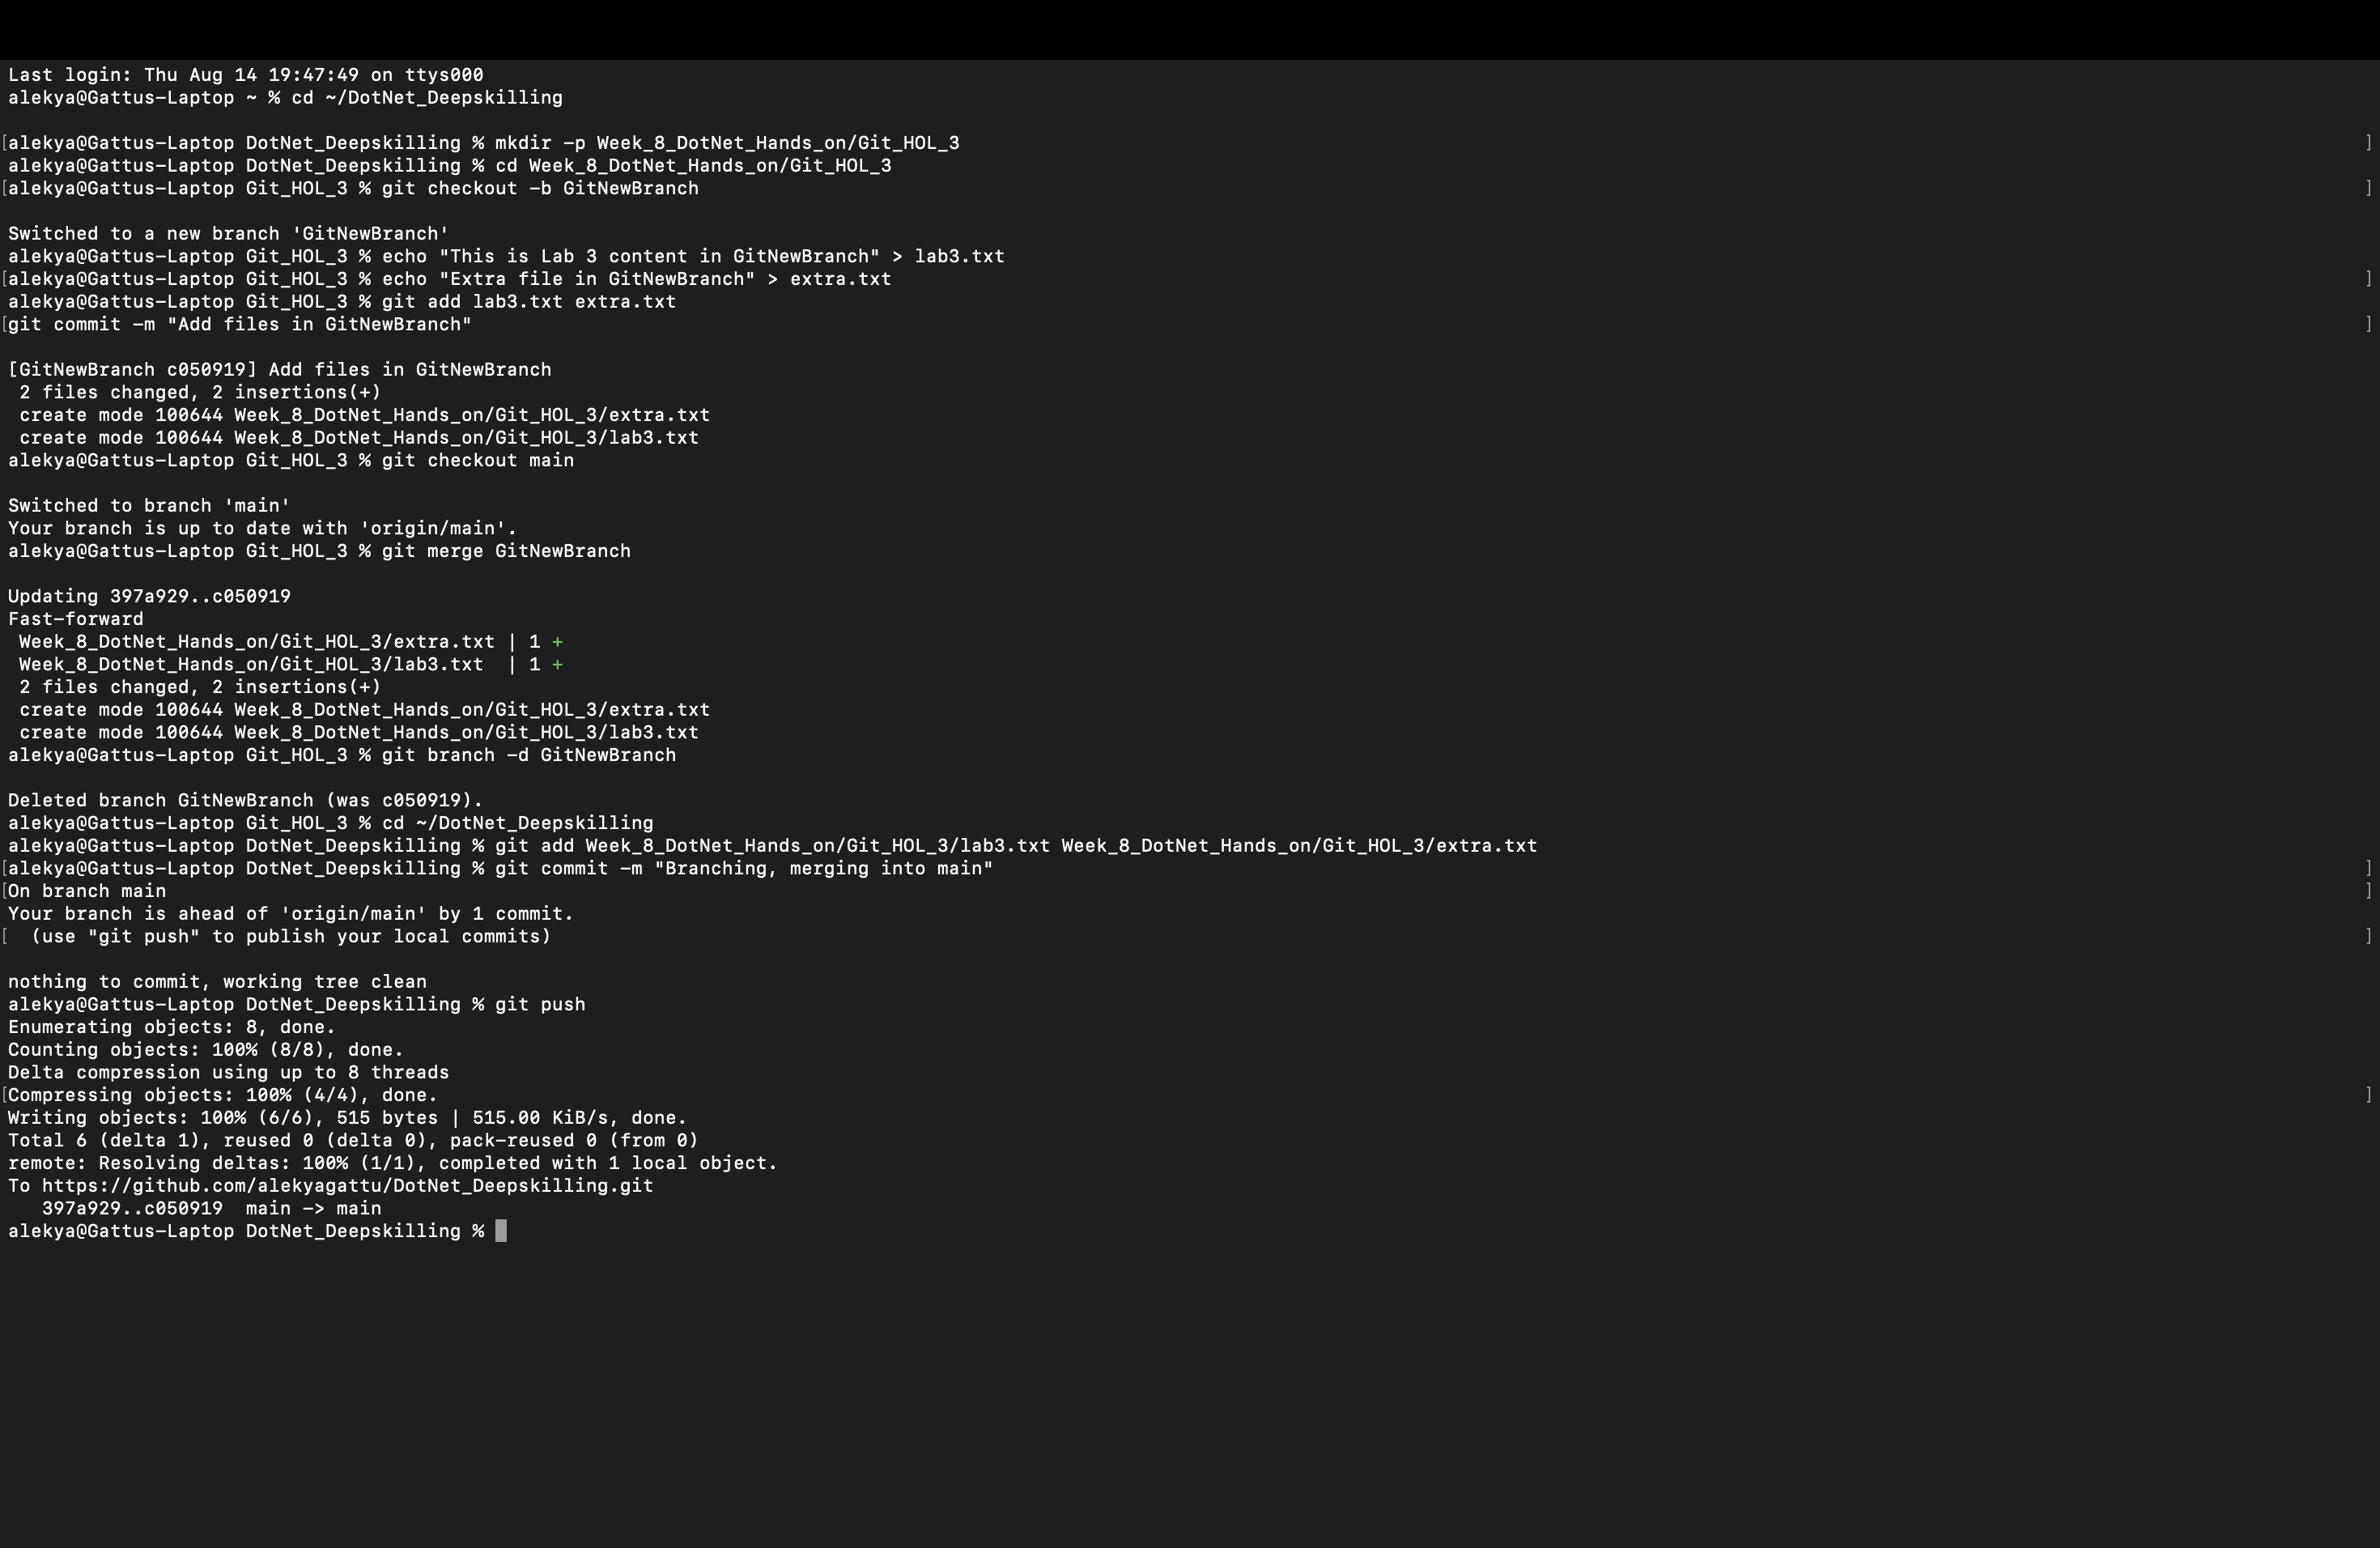 Last login: Thu Aug 14 19:47:49 on ttys000
alekya@Gattus-Laptop ~ % cd ~/DotNet_Deepskilling
[alekya@Gattus-Laptop DotNet_Deepskilling % mkdir -p Week_8_DotNet_Hands_on/Git_HOL_3 ]
alekya@Gattus-Laptop DotNet_Deepskilling % cd Week_8_DotNet_Hands_on/Git_HOL_3
[alekya@Gattus-Laptop Git_HOL_3 % git checkout -b GitNewBranch ]
Switched to a new branch 'GitNewBranch'
alekya@Gattus-Laptop Git_HOL_3 % echo "This is Lab 3 content in GitNewBranch" > lab3.txt
[alekya@Gattus-Laptop Git_HOL_3 % echo "Extra file in GitNewBranch" > extra.txt ]
alekya@Gattus-Laptop Git_HOL_3 % git add lab3.txt extra.txt
[git commit -m "Add files in GitNewBranch" ]
[GitNewBranch c050919] Add files in GitNewBranch
 2 files changed, 2 insertions(+)
 create mode 100644 Week_8_DotNet_Hands_on/Git_HOL_3/extra.txt
 create mode 100644 Week_8_DotNet_Hands_on/Git_HOL_3/lab3.txt
alekya@Gattus-Laptop Git_HOL_3 % git checkout main
Switched to branch 'main'
Your branch is up to date with 'origin/main'.
alekya@Gattus-Laptop Git_HOL_3 % git merge GitNewBranch
Updating 397a929..c050919
Fast-forward
 Week_8_DotNet_Hands_on/Git_HOL_3/extra.txt | 1 +
 Week_8_DotNet_Hands_on/Git_HOL_3/lab3.txt  | 1 +
 2 files changed, 2 insertions(+)
 create mode 100644 Week_8_DotNet_Hands_on/Git_HOL_3/extra.txt
 create mode 100644 Week_8_DotNet_Hands_on/Git_HOL_3/lab3.txt
alekya@Gattus-Laptop Git_HOL_3 % git branch -d GitNewBranch
Deleted branch GitNewBranch (was c050919).
alekya@Gattus-Laptop Git_HOL_3 % cd ~/DotNet_Deepskilling
alekya@Gattus-Laptop DotNet_Deepskilling % git add Week_8_DotNet_Hands_on/Git_HOL_3/lab3.txt Week_8_DotNet_Hands_on/Git_HOL_3/extra.txt
[alekya@Gattus-Laptop DotNet_Deepskilling % git commit -m "Branching, merging into main" ]
[On branch main ]
Your branch is ahead of 'origin/main' by 1 commit.
[  (use "git push" to publish your local commits) ]
nothing to commit, working tree clean
alekya@Gattus-Laptop DotNet_Deepskilling % git push
Enumerating objects: 8, done.
Counting objects: 100% (8/8), done.
Delta compression using up to 8 threads
[Compressing objects: 100% (4/4), done. ]
Writing objects: 100% (6/6), 515 bytes | 515.00 KiB/s, done.
Total 6 (delta 1), reused 0 (delta 0), pack-reused 0 (from 0)
remote: Resolving deltas: 100% (1/1), completed with 1 local object.
To https://github.com/alekyagattu/DotNet_Deepskilling.git
   397a929..c050919  main -> main
alekya@Gattus-Laptop DotNet_Deepskilling %